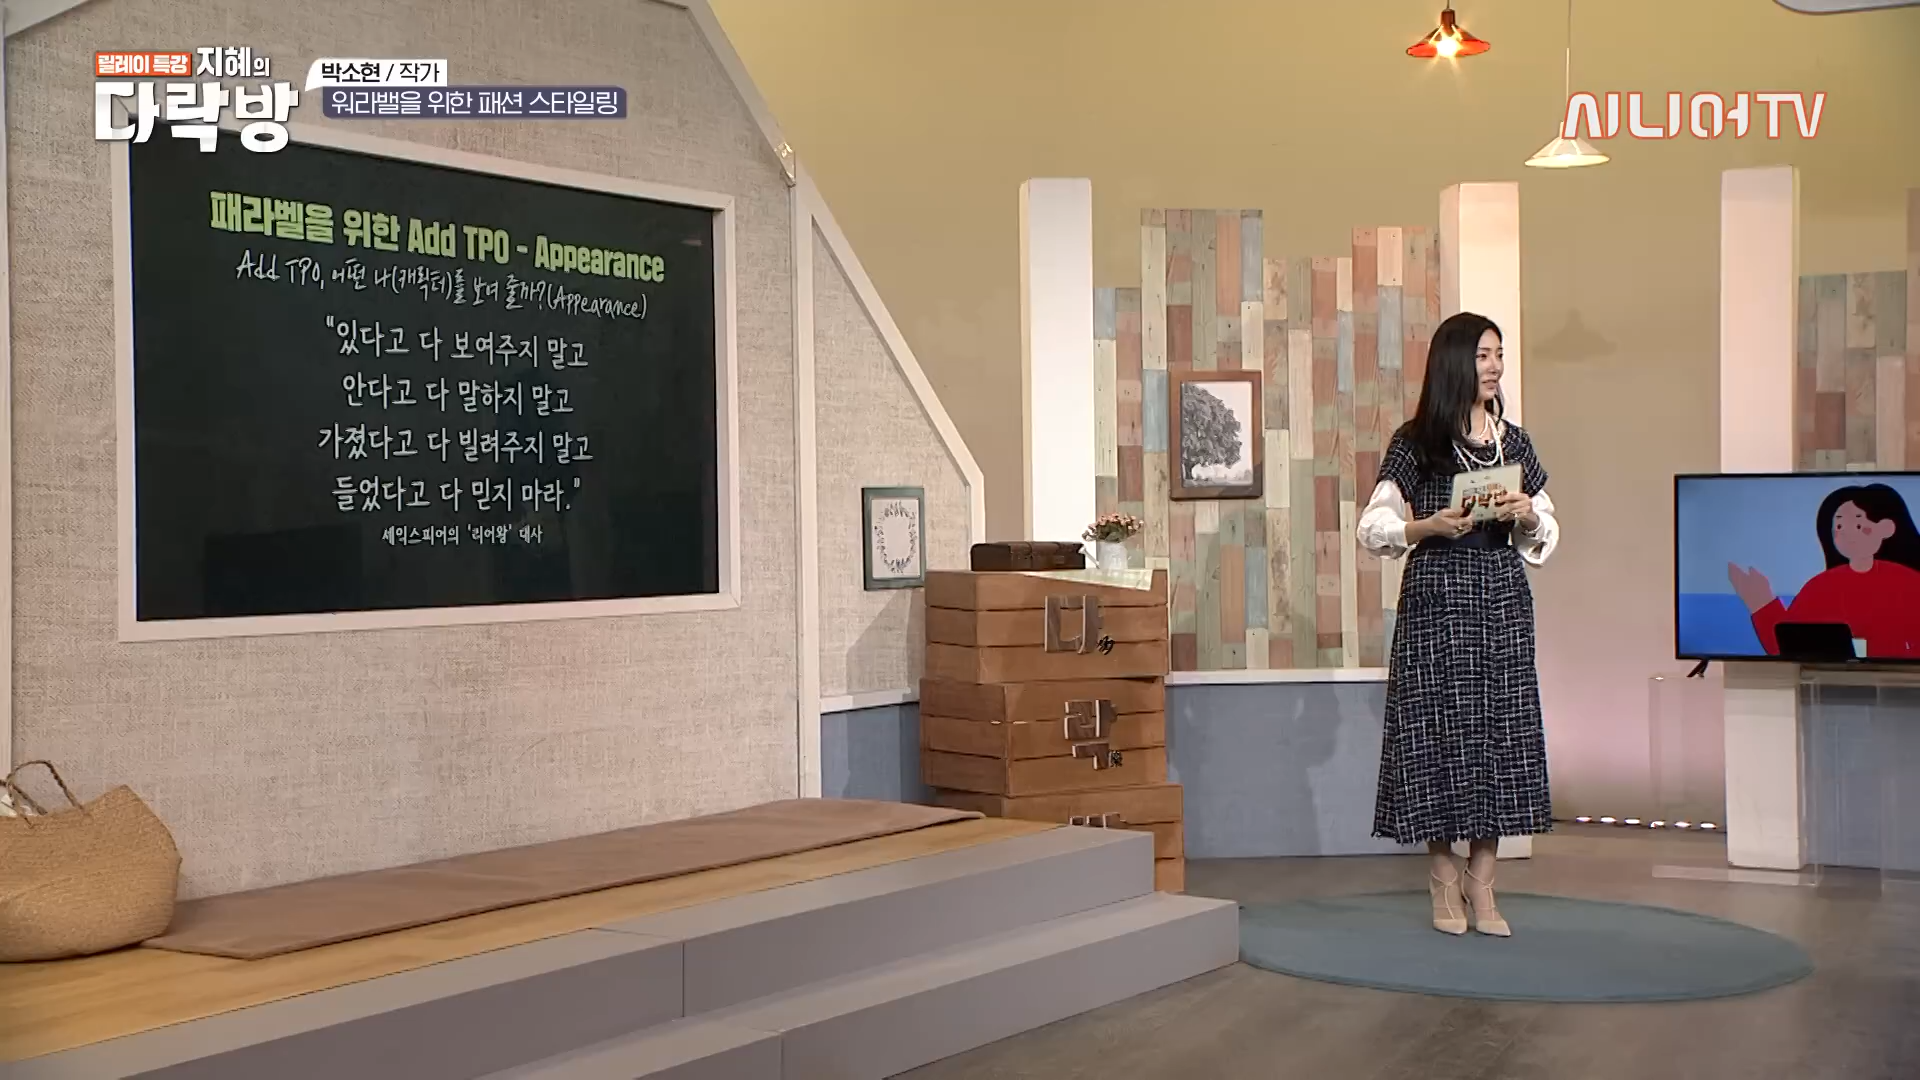 릴레이 특강 지혜의
다락방
박소현 / 작가
워라밸을 위한 패션 스타일링
시니어TV
패라벨을 위한 Add TPO - Appearance
Add TPO, 어떤 나(캐릭터)를 보여 줄까?(Appearance)
"있다고 다 보여주지 말고
안다고 다 말하지 말고
가졌다고 다 빌려주지 말고
들었다고 다 믿지 마라."
셰익스피어의 '리어왕' 대사
다락방
다
락